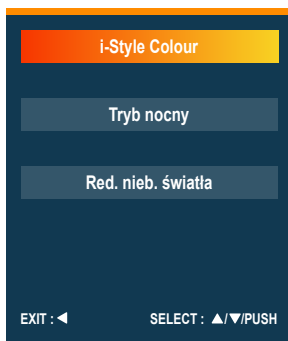 i-Style Colour
Tryb nocny
Red. nieb. światła
EXIT : ◀ SELECT : ▲/▼/PUSH